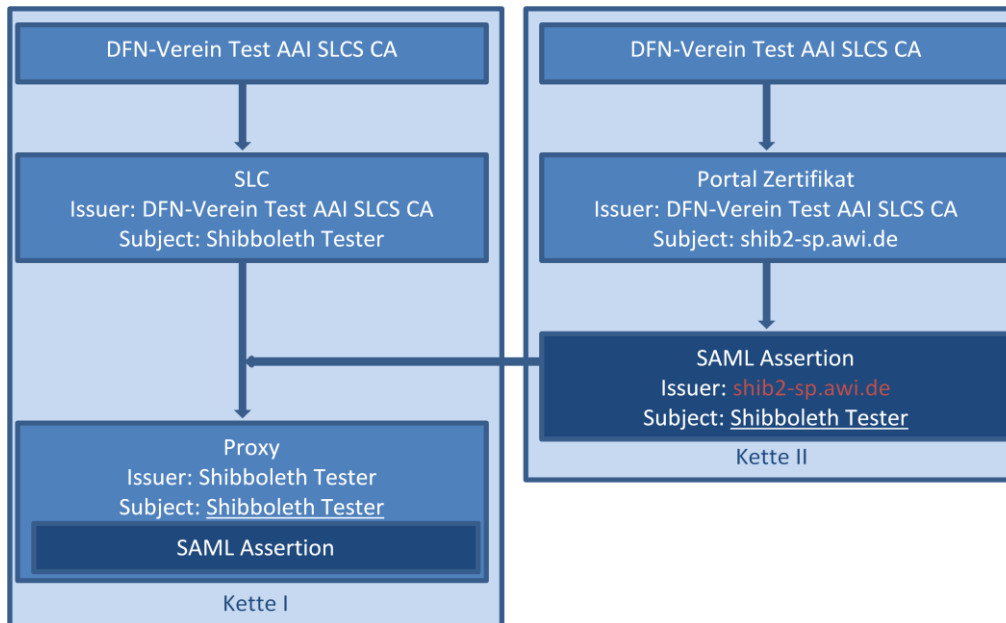 DFN-Verein Test AAI SLCS CA
SLC
Issuer: DFN-Verein Test AAI SLCS CA
Subject: Shibboleth Tester
Proxy
Issuer: Shibboleth Tester
Subject: Shibboleth Tester
SAML Assertion
Kette I
DFN-Verein Test AAI SLCS CA
Portal Zertifikat
Issuer: DFN-Verein Test AAI SLCS CA
Subject: shib2-sp.awi.de
SAML Assertion
Issuer: shib2-sp.awi.de
Subject: Shibboleth Tester
Kette II